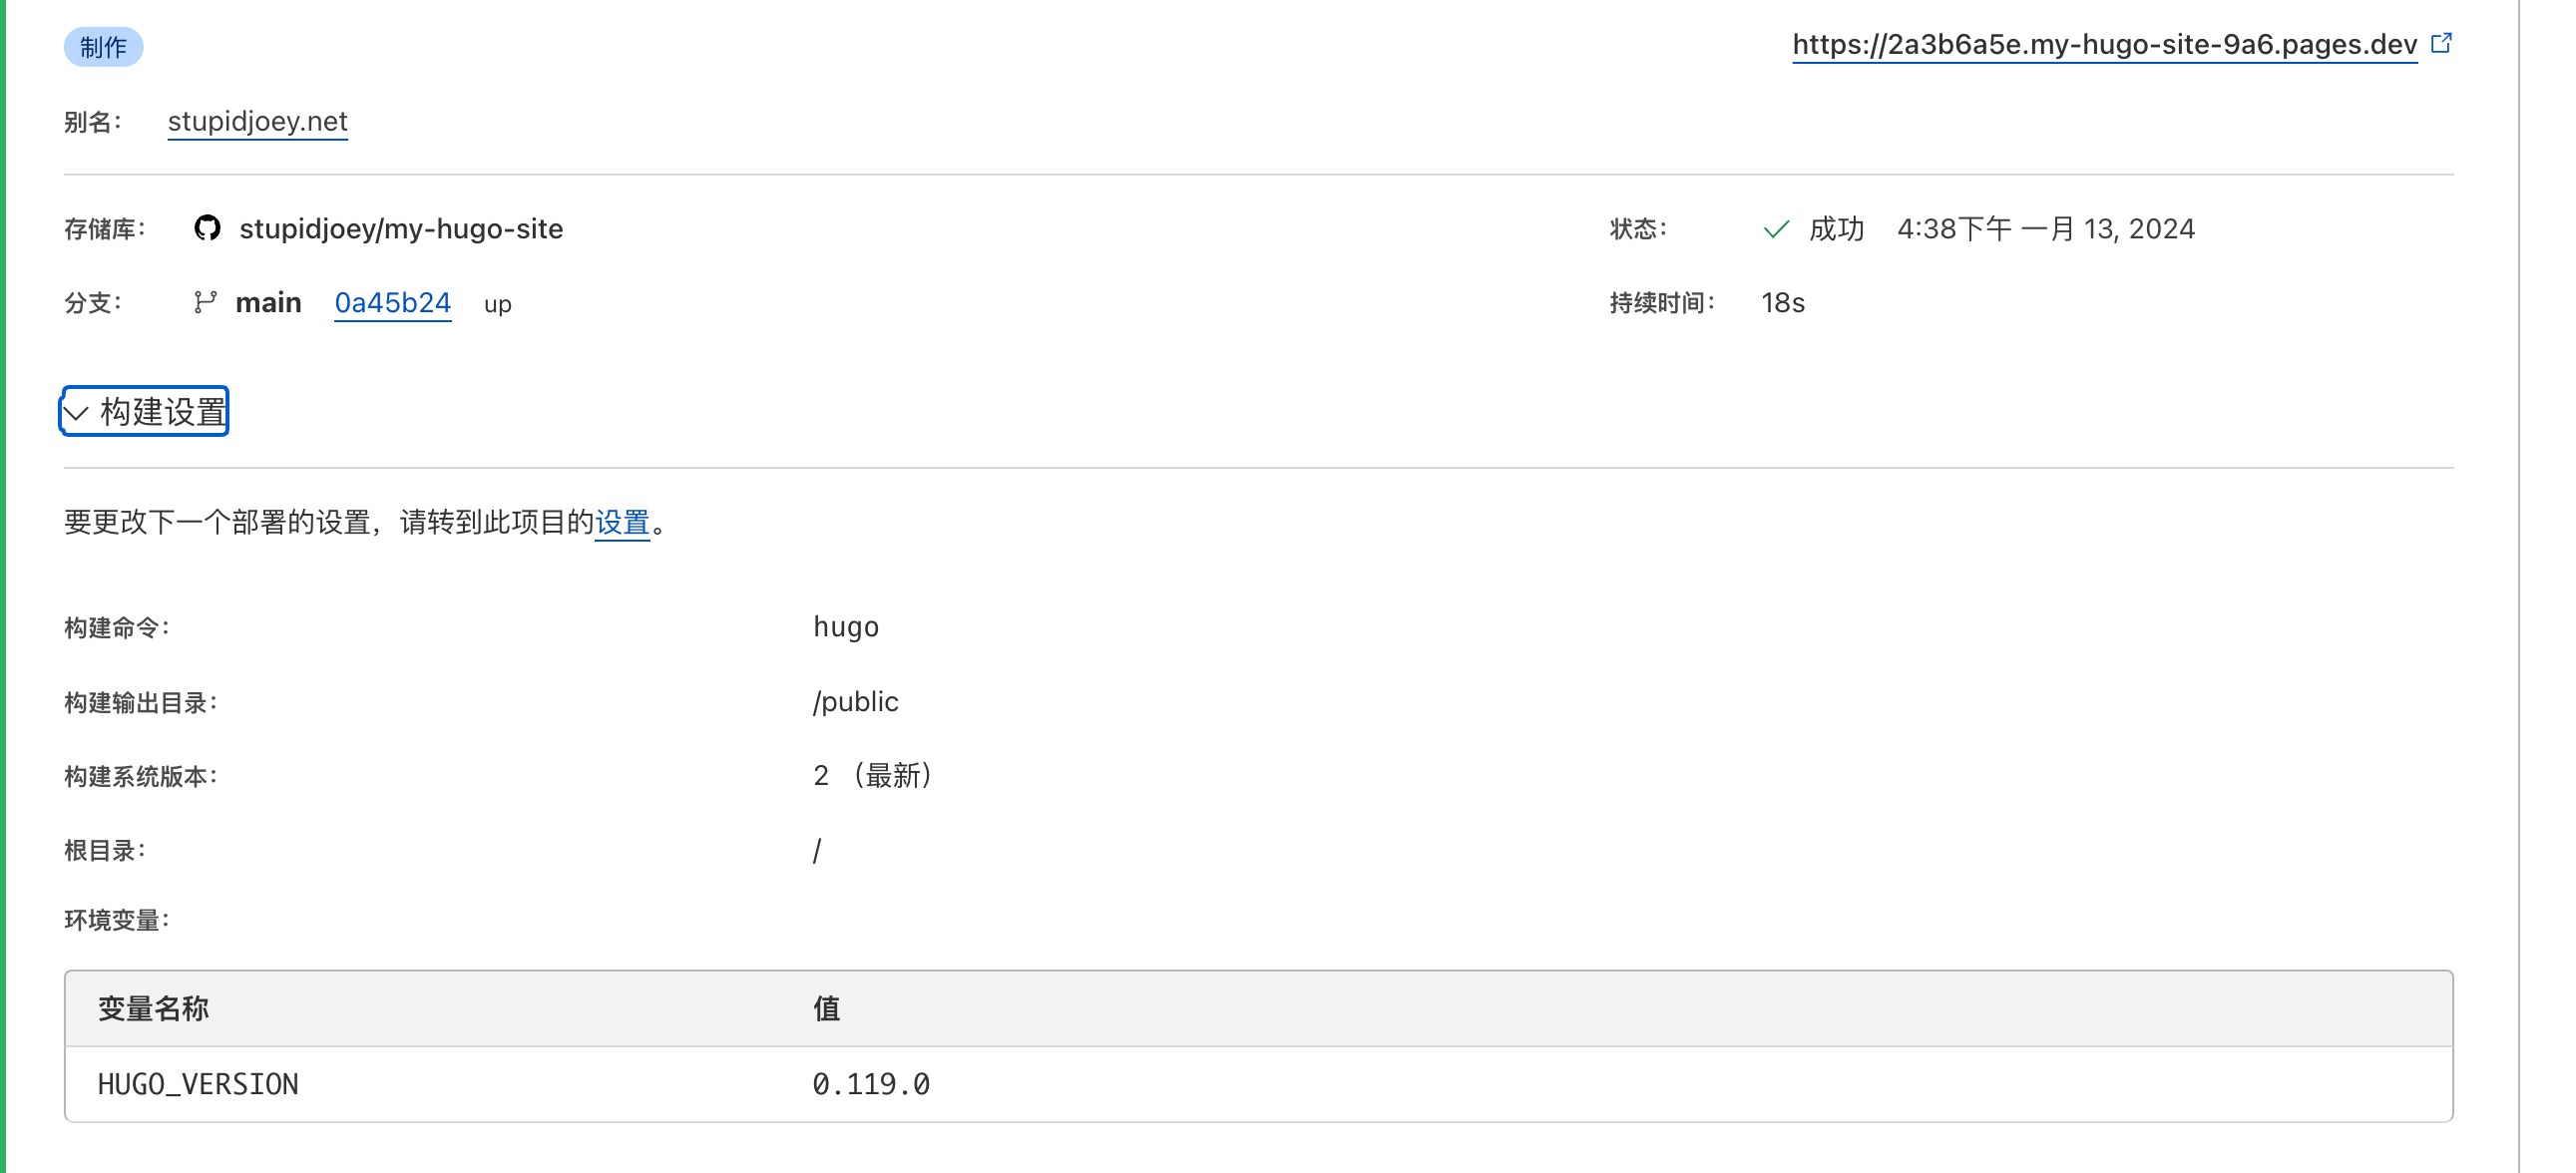 制作
https://2a3b6a5e.my-hugo-site-9a6.pages.dev
别名： stupidjoey.net
存储库： stupidjoey/my-hugo-site
状态： 成功 4:38下午 一月 13, 2024
分支： main 0a45b24 up
持续时间： 18s
构建设置
要更改下一个部署的设置，请转到此项目的设置。
构建命令： hugo
构建输出目录： /public
构建系统版本： 2 （最新）
根目录： /
环境变量：
变量名称 值
HUGO_VERSION 0.119.0